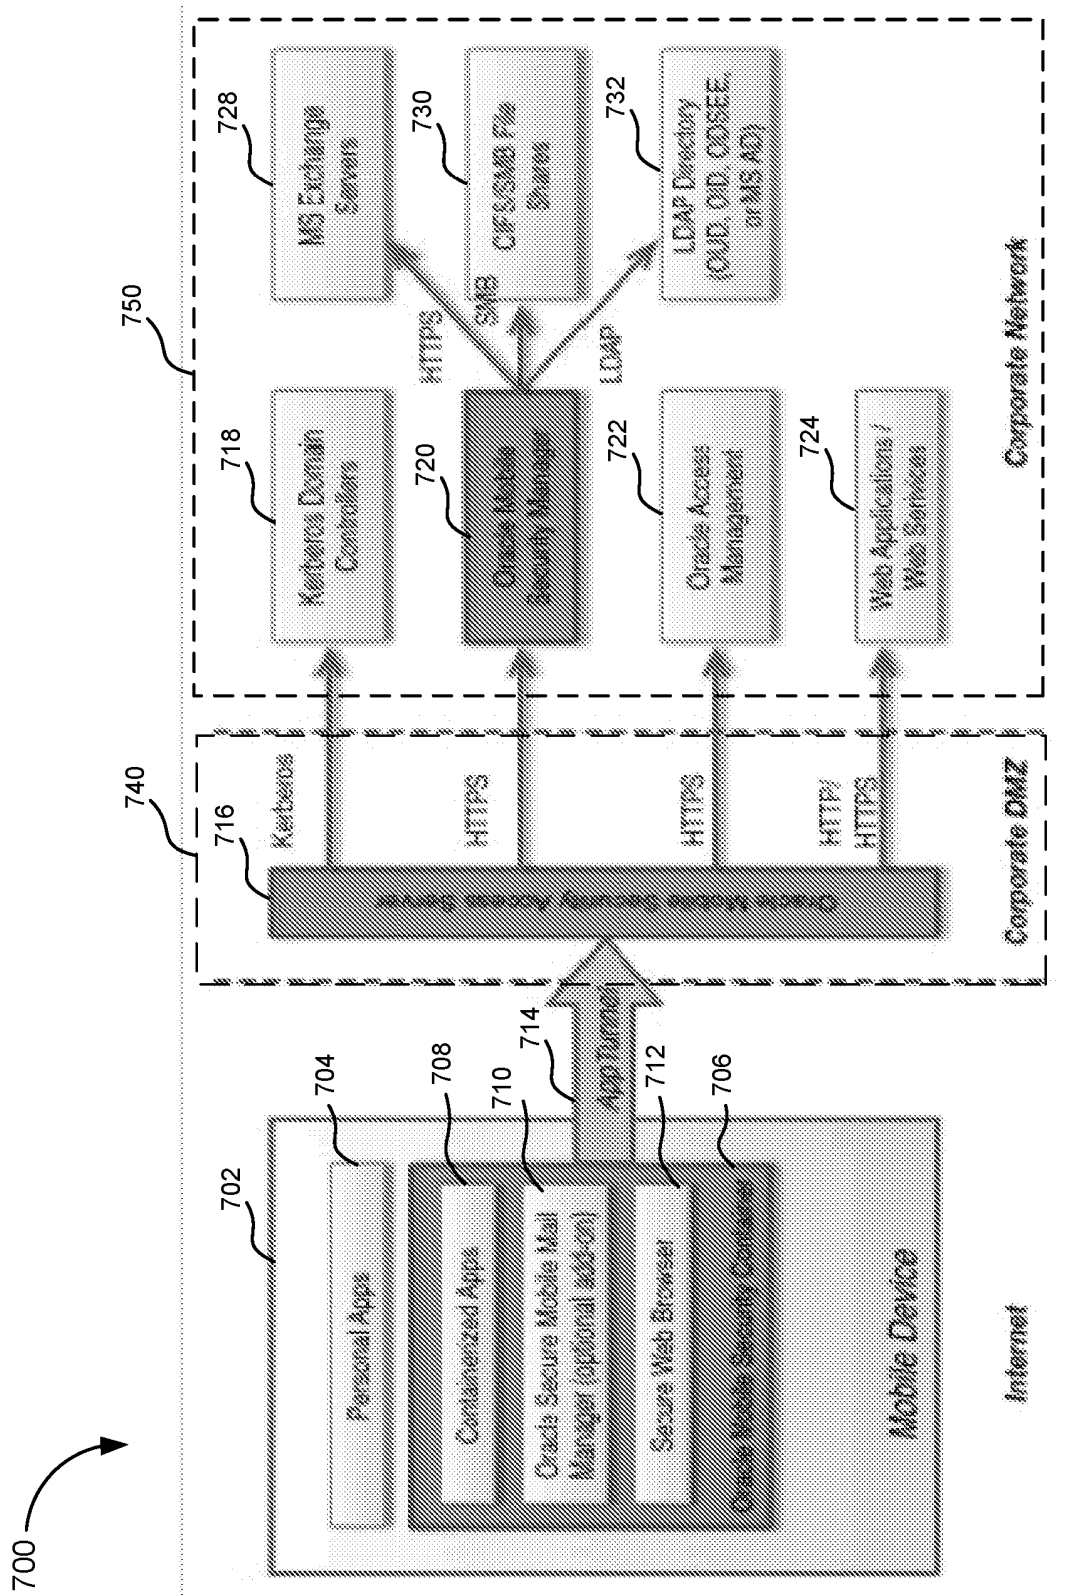 700
702
Personal Apps
704
Containerized Apps
708
Oracle Secure Mobile Mail
Manager (optional add-on)
710
Secure Web Browser
712
Oracle Mobile Security Container
706
Mobile Device
Internet
App Tunnel
714
740
716
Oracle Mobile Security Access Server
Kerberos
HTTPS
HTTPS
HTTP/
HTTPS
Corporate DMZ
750
718
Kerberos Domain
Controllers
720
Oracle Mobile
Security Manager
722
Oracle Access
Management
724
Web Applications /
Web Services
HTTPS
SMB
LDAP
728
MS Exchange
Servers
730
CIFS/SMB File
Shares
732
LDAP Directory
(OUD, OID, ODSEE,
or MS AD)
Corporate Network